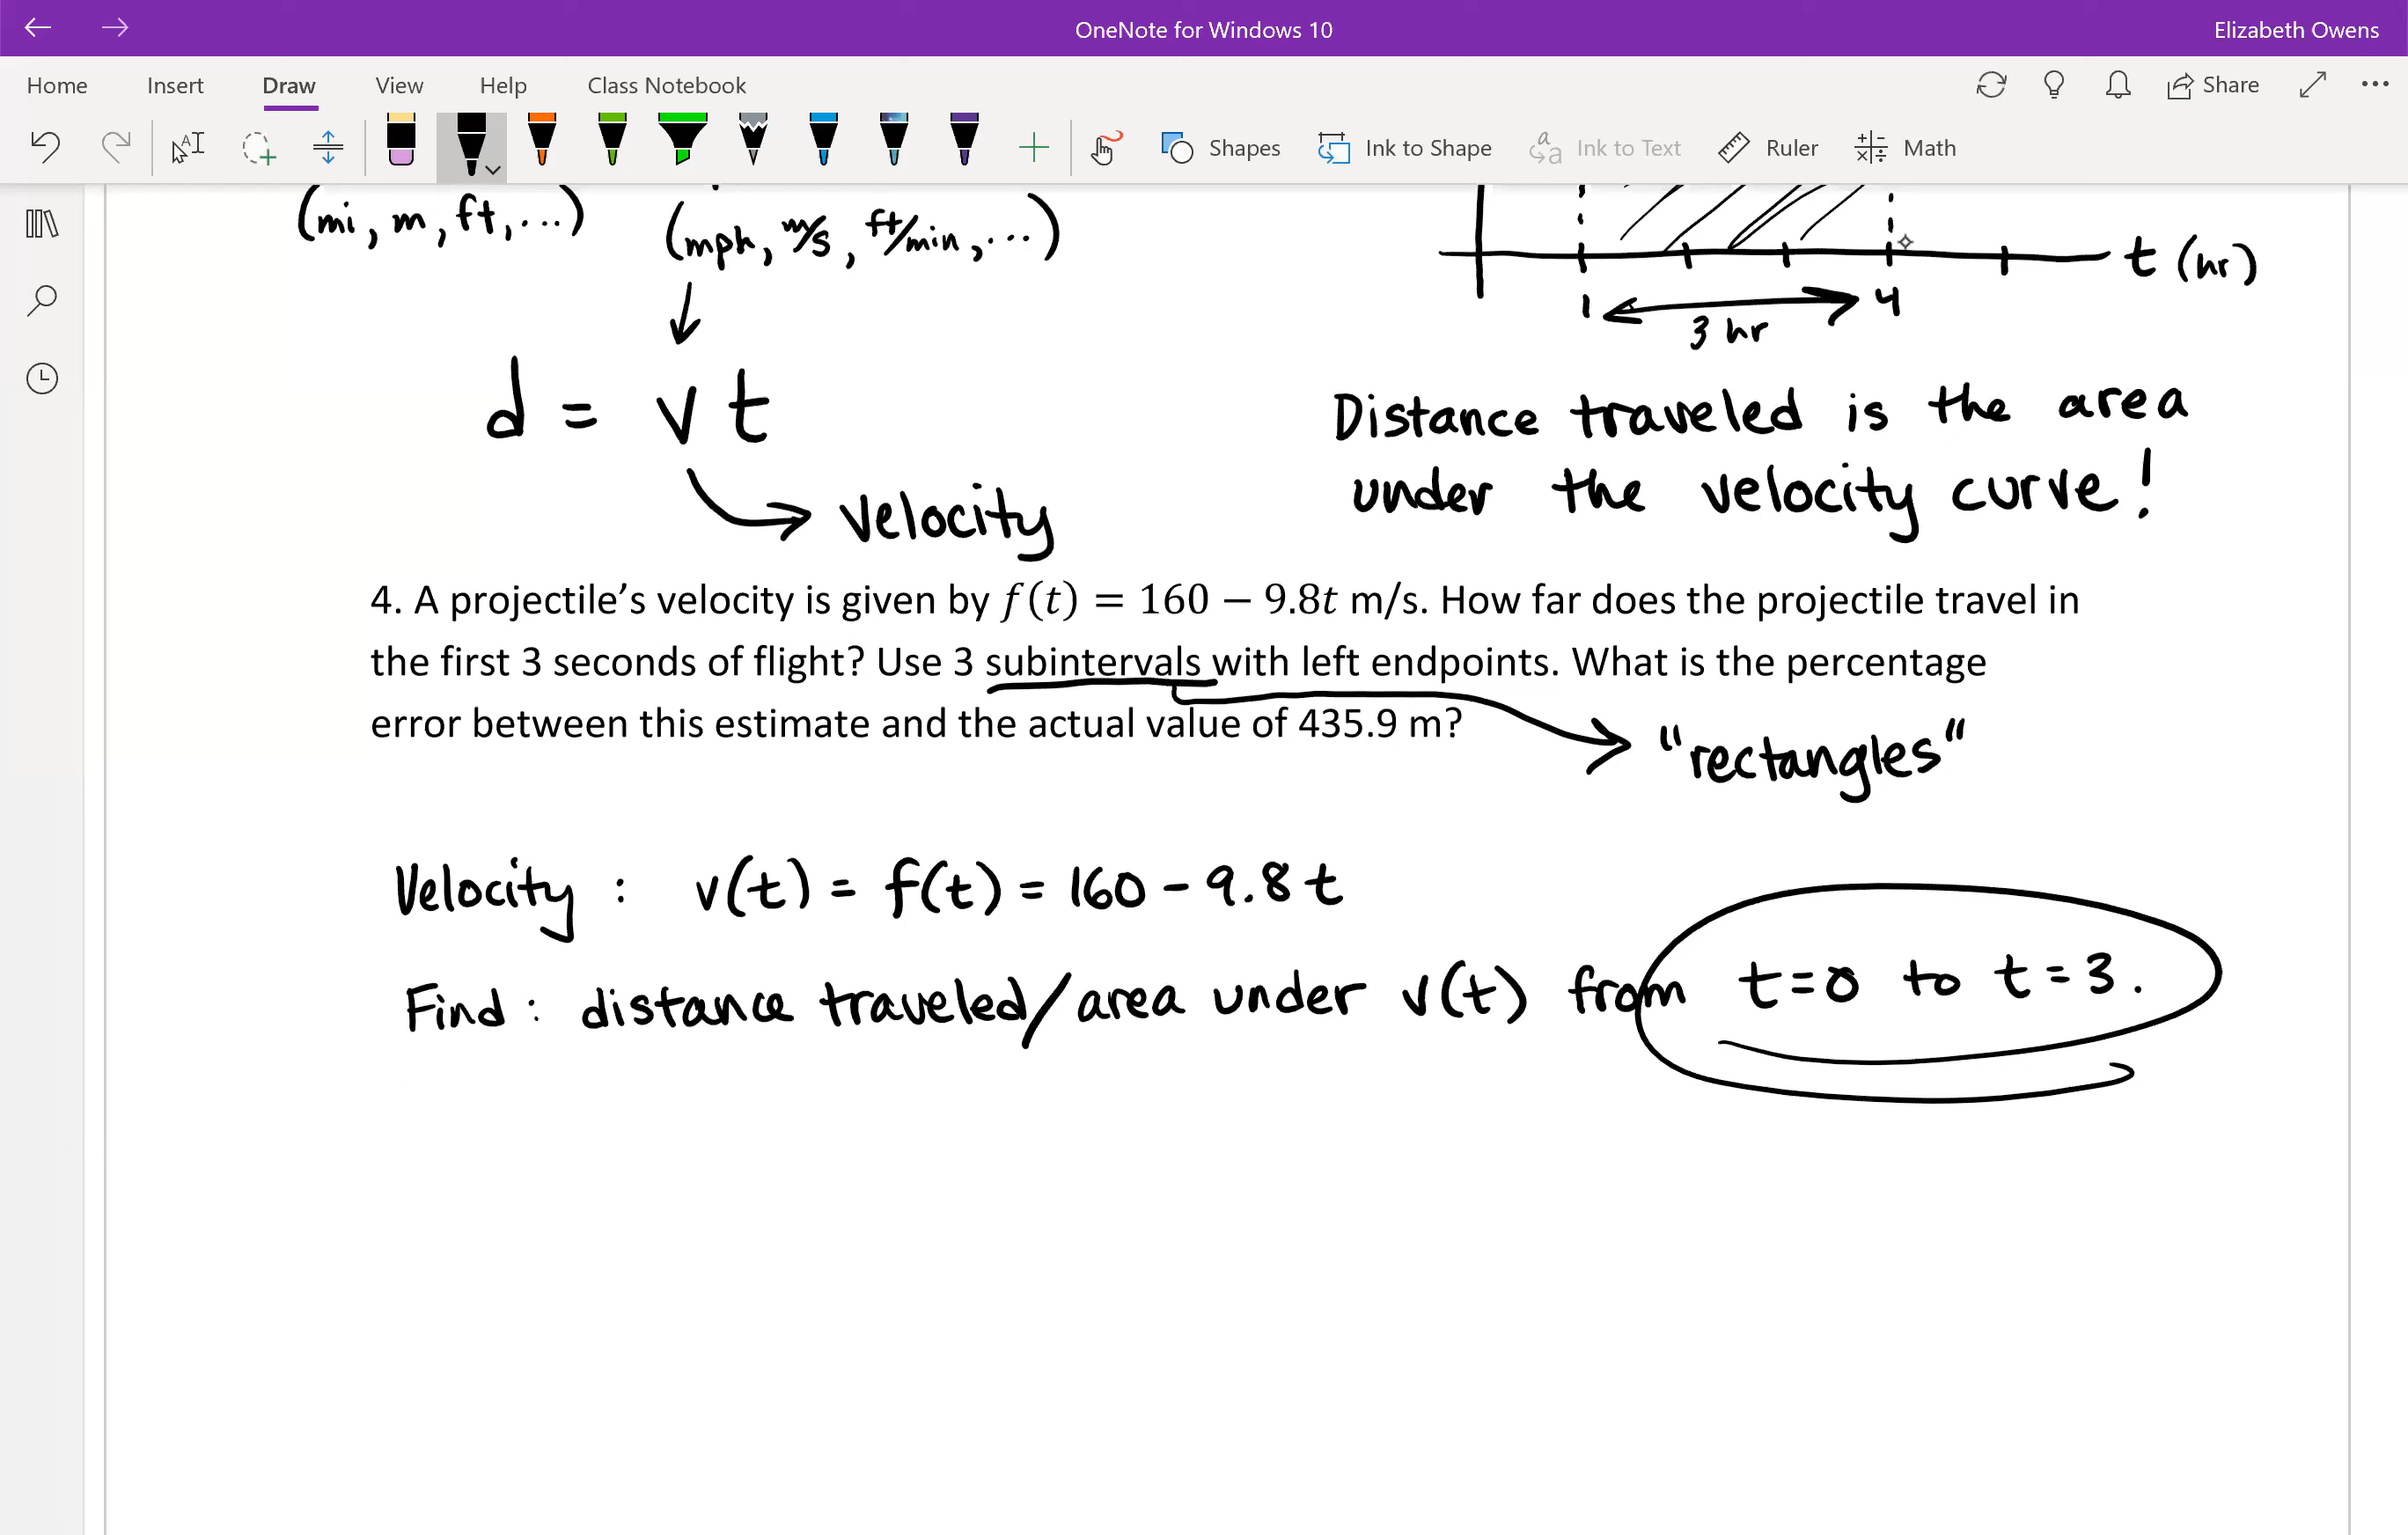 OneNote for Windows 10
Elizabeth Owens
Home Insert Draw View Help Class Notebook Share
Shapes Ink to Shape Ink to Text Ruler Math
(mi, m, ft, ...) (mph, m/s, ft/min, ...)
t (hr)
1 4
3 hr
d = v t
velocity
Distance traveled is the area
under the velocity curve!
4. A projectile’s velocity is given by f(t) = 160 − 9.8t m/s. How far does the projectile travel in
the first 3 seconds of flight? Use 3 subintervals with left endpoints. What is the percentage
error between this estimate and the actual value of 435.9 m?
"rectangles"
Velocity : v(t) = f(t) = 160 - 9.8 t
Find : distance traveled/area under v(t) from t=0 to t=3.